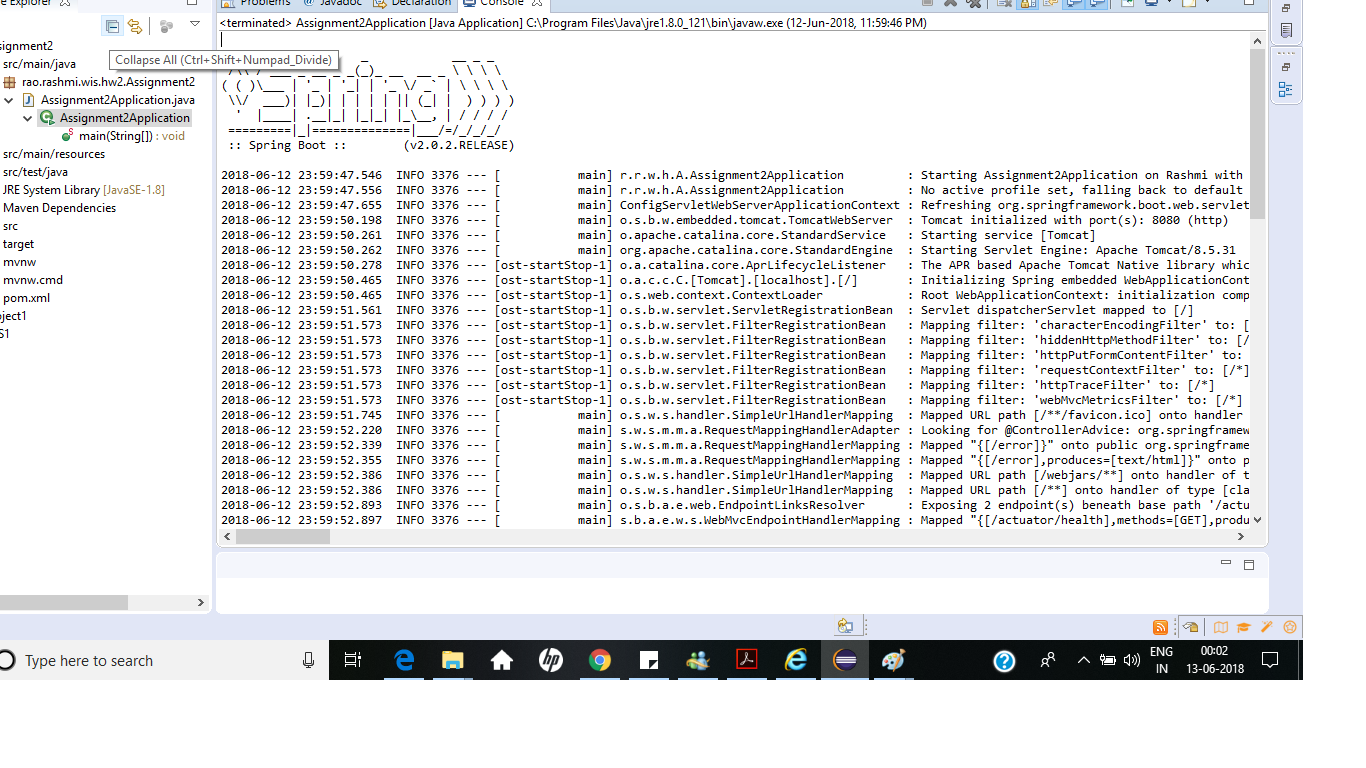 e Explorer
Problems
Javadoc
Declaration
Console
<terminated> Assignment2Application [Java Application] C:\Program Files\Java\jre1.8.0_121\bin\javaw.exe (12-Jun-2018, 11:59:46 PM)
signment2
src/main/java
rao.rashmi.wis.hw2.Assignment2
Assignment2Application.java
Assignment2Application
main(String[]) : void
src/main/resources
src/test/java
JRE System Library [JavaSE-1.8]
Maven Dependencies
src
target
mvnw
mvnw.cmd
pom.xml
ject1
S1
Collapse All (Ctrl+Shift+Numpad_Divide)
:: Spring Boot :: (v2.0.2.RELEASE)
2018-06-12 23:59:47.546 INFO 3376 --- [ main] r.r.w.h.A.Assignment2Application : Starting Assignment2Application on Rashmi with
2018-06-12 23:59:47.556 INFO 3376 --- [ main] r.r.w.h.A.Assignment2Application : No active profile set, falling back to default
2018-06-12 23:59:47.655 INFO 3376 --- [ main] ConfigServletWebServerApplicationContext : Refreshing org.springframework.boot.web.servlet
2018-06-12 23:59:50.198 INFO 3376 --- [ main] o.s.b.w.embedded.tomcat.TomcatWebServer : Tomcat initialized with port(s): 8080 (http)
2018-06-12 23:59:50.261 INFO 3376 --- [ main] o.apache.catalina.core.StandardService : Starting service [Tomcat]
2018-06-12 23:59:50.262 INFO 3376 --- [ main] org.apache.catalina.core.StandardEngine : Starting Servlet Engine: Apache Tomcat/8.5.31
2018-06-12 23:59:50.278 INFO 3376 --- [ost-startStop-1] o.a.catalina.core.AprLifecycleListener : The APR based Apache Tomcat Native library whic
2018-06-12 23:59:50.465 INFO 3376 --- [ost-startStop-1] o.a.c.c.C.[Tomcat].[localhost].[/] : Initializing Spring embedded WebApplicationCont
2018-06-12 23:59:50.465 INFO 3376 --- [ost-startStop-1] o.s.web.context.ContextLoader : Root WebApplicationContext: initialization comp
2018-06-12 23:59:51.561 INFO 3376 --- [ost-startStop-1] o.s.b.w.servlet.ServletRegistrationBean : Servlet dispatcherServlet mapped to [/]
2018-06-12 23:59:51.573 INFO 3376 --- [ost-startStop-1] o.s.b.w.servlet.FilterRegistrationBean : Mapping filter: 'characterEncodingFilter' to: [
2018-06-12 23:59:51.573 INFO 3376 --- [ost-startStop-1] o.s.b.w.servlet.FilterRegistrationBean : Mapping filter: 'hiddenHttpMethodFilter' to: [/
2018-06-12 23:59:51.573 INFO 3376 --- [ost-startStop-1] o.s.b.w.servlet.FilterRegistrationBean : Mapping filter: 'httpPutFormContentFilter' to:
2018-06-12 23:59:51.573 INFO 3376 --- [ost-startStop-1] o.s.b.w.servlet.FilterRegistrationBean : Mapping filter: 'requestContextFilter' to: [/*]
2018-06-12 23:59:51.573 INFO 3376 --- [ost-startStop-1] o.s.b.w.servlet.FilterRegistrationBean : Mapping filter: 'httpTraceFilter' to: [/*]
2018-06-12 23:59:51.573 INFO 3376 --- [ost-startStop-1] o.s.b.w.servlet.FilterRegistrationBean : Mapping filter: 'webMvcMetricsFilter' to: [/*]
2018-06-12 23:59:51.745 INFO 3376 --- [ main] o.s.w.s.handler.SimpleUrlHandlerMapping : Mapped URL path [/**/favicon.ico] onto handler
2018-06-12 23:59:52.220 INFO 3376 --- [ main] s.w.s.m.m.a.RequestMappingHandlerAdapter : Looking for @ControllerAdvice: org.springframew
2018-06-12 23:59:52.339 INFO 3376 --- [ main] s.w.s.m.m.a.RequestMappingHandlerMapping : Mapped "{[/error]}" onto public org.springframe
2018-06-12 23:59:52.355 INFO 3376 --- [ main] s.w.s.m.m.a.RequestMappingHandlerMapping : Mapped "{[/error],produces=[text/html]}" onto p
2018-06-12 23:59:52.386 INFO 3376 --- [ main] o.s.w.s.handler.SimpleUrlHandlerMapping : Mapped URL path [/webjars/**] onto handler of t
2018-06-12 23:59:52.386 INFO 3376 --- [ main] o.s.w.s.handler.SimpleUrlHandlerMapping : Mapped URL path [/**] onto handler of type [cla
2018-06-12 23:59:52.893 INFO 3376 --- [ main] o.s.b.a.e.web.EndpointLinksResolver : Exposing 2 endpoint(s) beneath base path '/actu
2018-06-12 23:59:52.897 INFO 3376 --- [ main] s.b.a.e.w.s.WebMvcEndpointHandlerMapping : Mapped "{[/actuator/health],methods=[GET],produ
Type here to search
hp
ENG
IN
00:02
13-06-2018